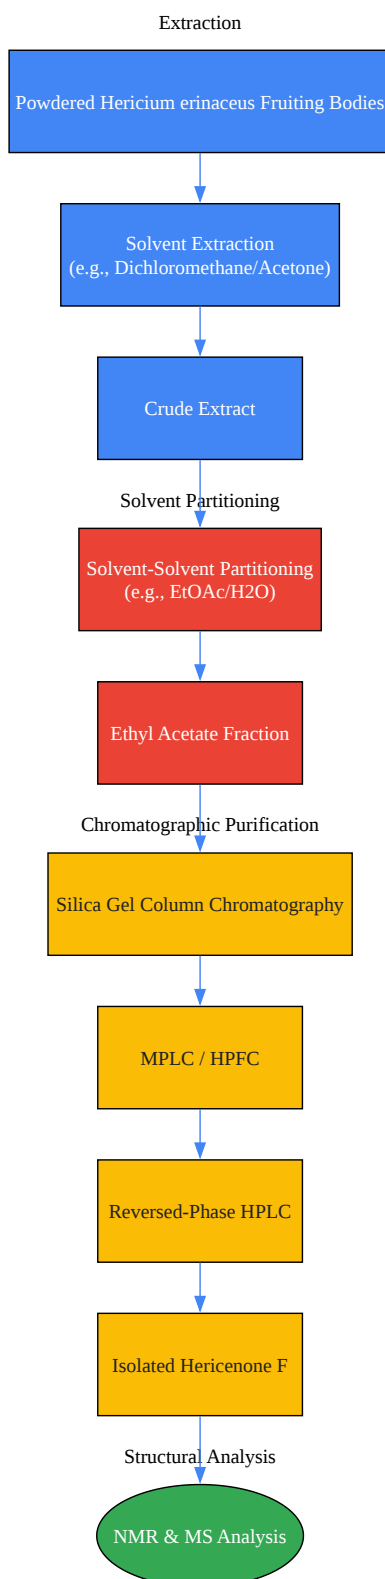 Extraction
Powdered Hericium erinaceus Fruiting Bodies
Solvent Extraction
(e.g., Dichloromethane/Acetone)
Crude Extract
Solvent Partitioning
Solvent-Solvent Partitioning
(e.g., EtOAc/H2O)
Ethyl Acetate Fraction
Chromatographic Purification
Silica Gel Column Chromatography
MPLC / HPFC
Reversed-Phase HPLC
Isolated Hericenone F
Structural Analysis
NMR & MS Analysis